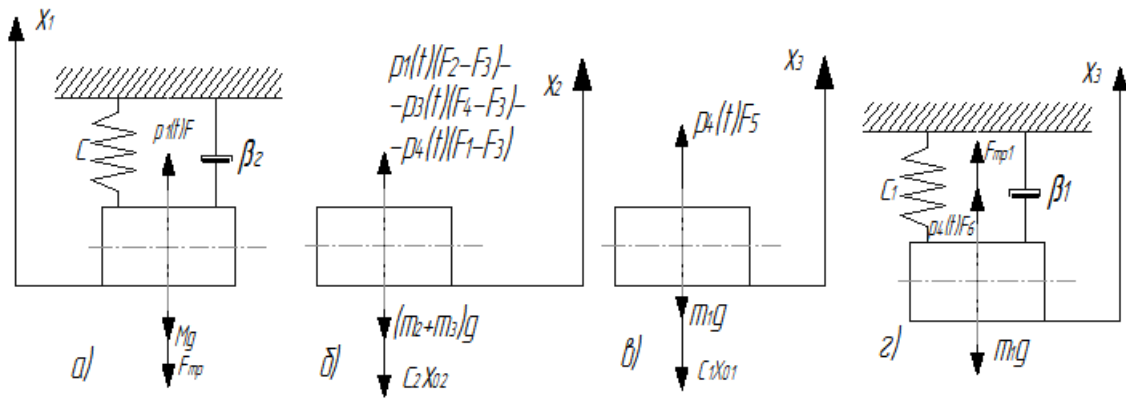 X1
C
p1(t)F
β2
Mg
Fтр
а)
p1(t)(F2–F3)–
–p3(t)(F4–F3)–
–p4(t)(F1–F3)
X2
(m2+m3)g
C2X02
б)
X3
p4(t)F5
m1g
C1X01
в)
X3
Fтр1
C1
p4(t)F6
β1
m1g
г)